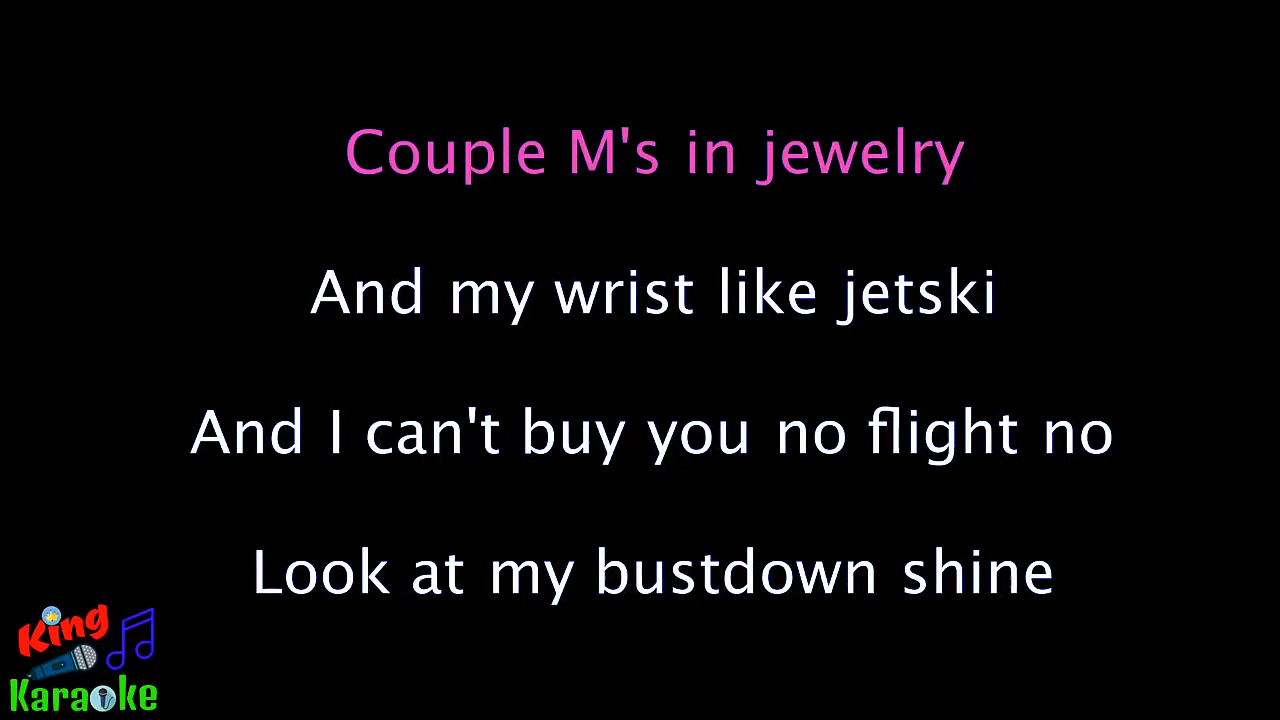 Couple M's in jewelry
And my wrist like jetski
And I can't buy you no flight no
Look at my bustdown shine
King
Karaoke